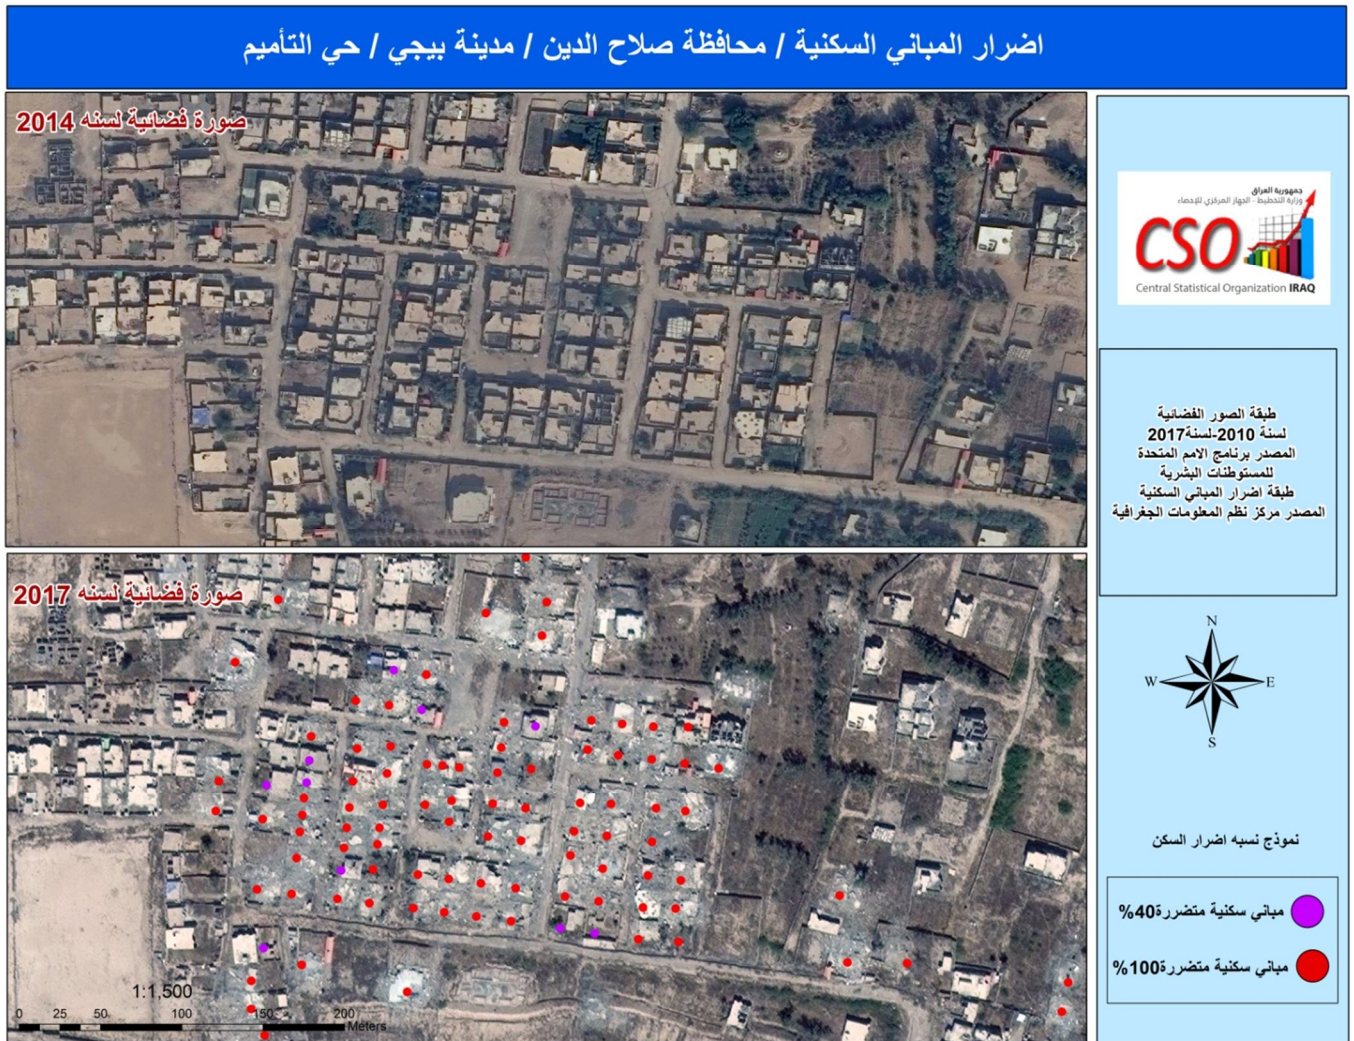 اضرار المباني السكنية / محافظة صلاح الدين / مدينة بيجي / حي التأميم
صورة فضائية لسنه 2014
جمهورية العراق
وزارة التخطيط - الجهاز المركزي للإحصاء
CSO
Central Statistical Organization IRAQ
طبقة الصور الفضائية
لسنة 2010-لسنة2017
المصدر برنامج الامم المتحدة
للمستوطنات البشرية
طبقة اضرار المباني السكنية
المصدر مركز نظم المعلومات الجغرافية
صورة فضائية لسنه 2017
N
W
E
S
نموذج نسبه اضرار السكن
مباني سكنية متضررة40%
مباني سكنية متضررة100%
1:1,500
0 25 50 100 150 200
Meters